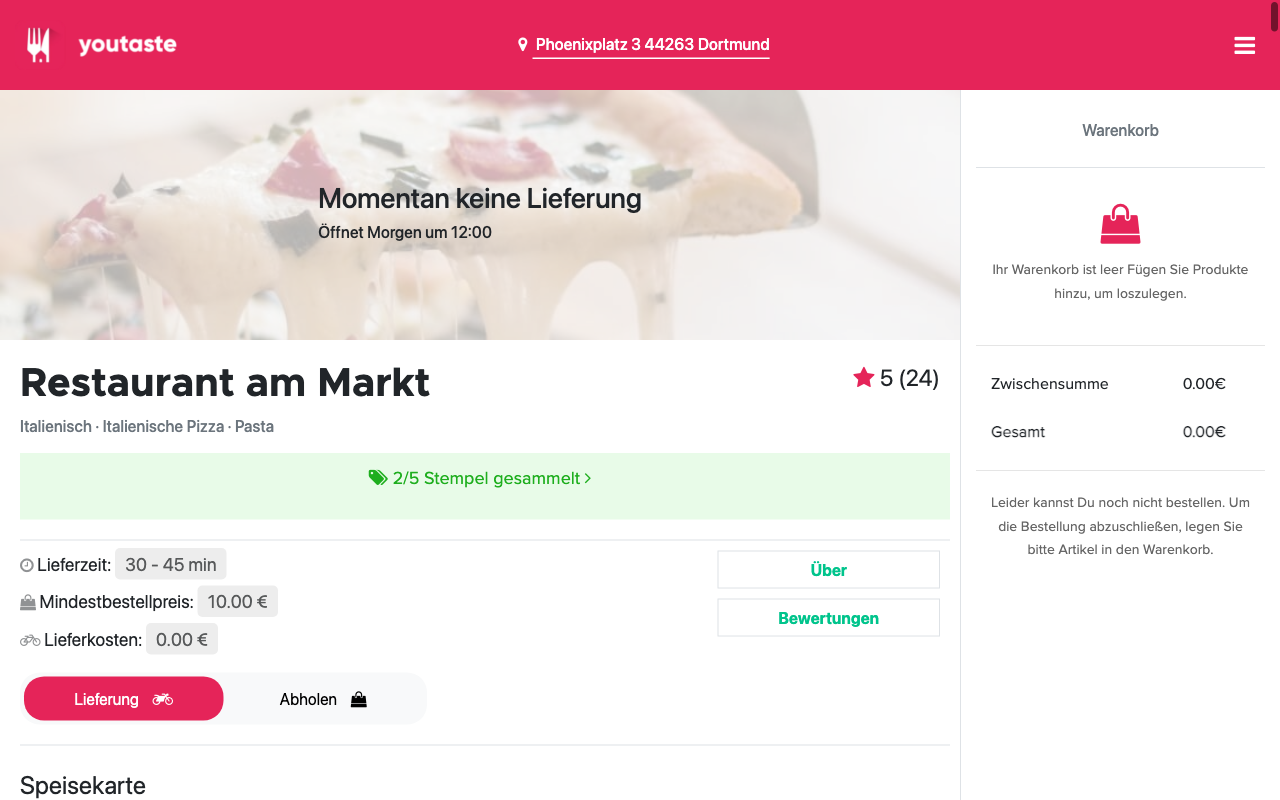 youtaste
Phoenixplatz 3 44263 Dortmund
Momentan keine Lieferung
Öffnet Morgen um 12:00
Restaurant am Markt
5 (24)
Italienisch · Italienische Pizza · Pasta
2/5 Stempel gesammelt
Lieferzeit: 30 - 45 min
Mindestbestellpreis: 10.00 €
Lieferkosten: 0.00 €
Über
Bewertungen
Lieferung
Abholen
Speisekarte
Warenkorb
Ihr Warenkorb ist leer Fügen Sie Produkte
hinzu, um loszulegen.
Zwischensumme 0.00€
Gesamt 0.00€
Leider kannst Du noch nicht bestellen. Um
die Bestellung abzuschließen, legen Sie
bitte Artikel in den Warenkorb.